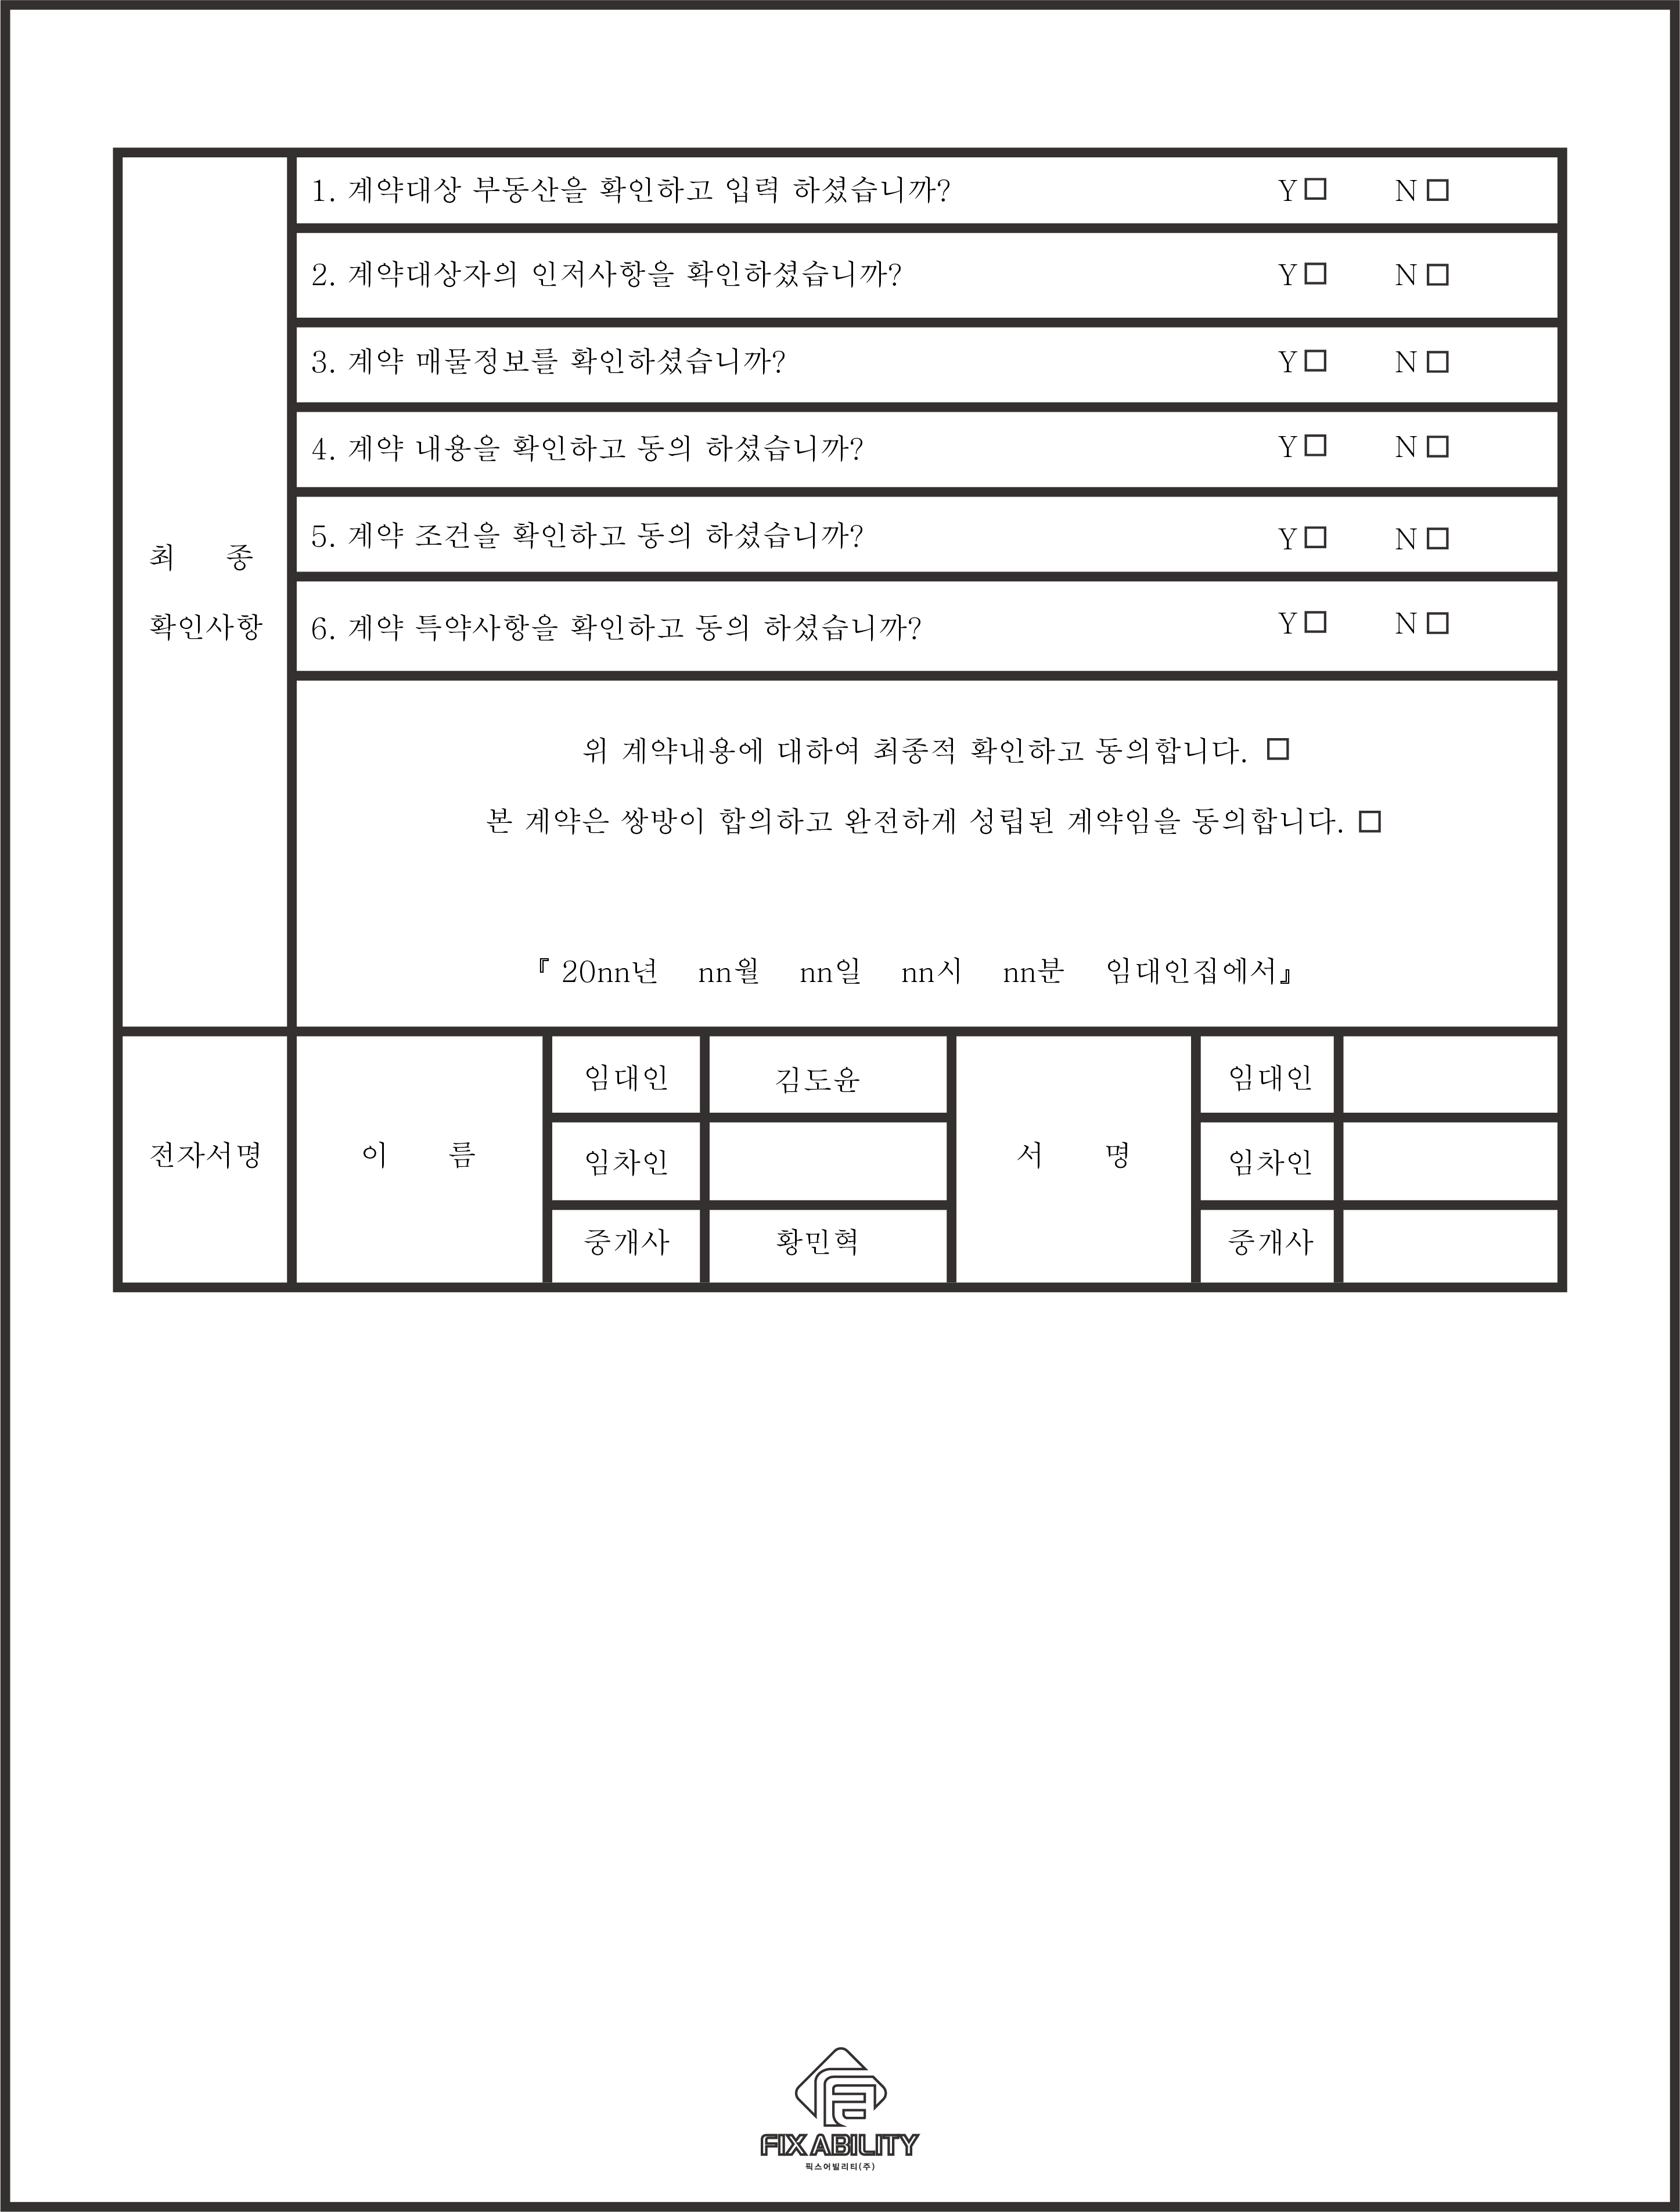 1. 계약대상 부동산을 확인하고 입력 하셨습니까? Y□ N□
2. 계약대상자의 인저사항을 확인하셨습니까? Y□ N□
3. 계약 매물정보를 확인하셨습니까? Y□ N□
4. 계약 내용을 확인하고 동의 하셨습니까? Y□ N□
5. 계약 조건을 확인하고 동의 하셨습니까? Y□ N□
최 종
확인사항
6. 계약 특약사항을 확인하고 동의 하셨습니까? Y□ N□
위 계약내용에 대하여 최종적 확인하고 동의합니다. □
본 계약은 쌍방이 합의하고 완전하게 성립된 계약임을 동의합니다. □
『 20nn년 nn월 nn일 nn시 nn분 임대인집에서』
임대인 김도윤 임대인
전자서명 이 름 임차인 서 명 임차인
중개사 황민혁 중개사
FIX ABILITY
픽스어빌리티(주)